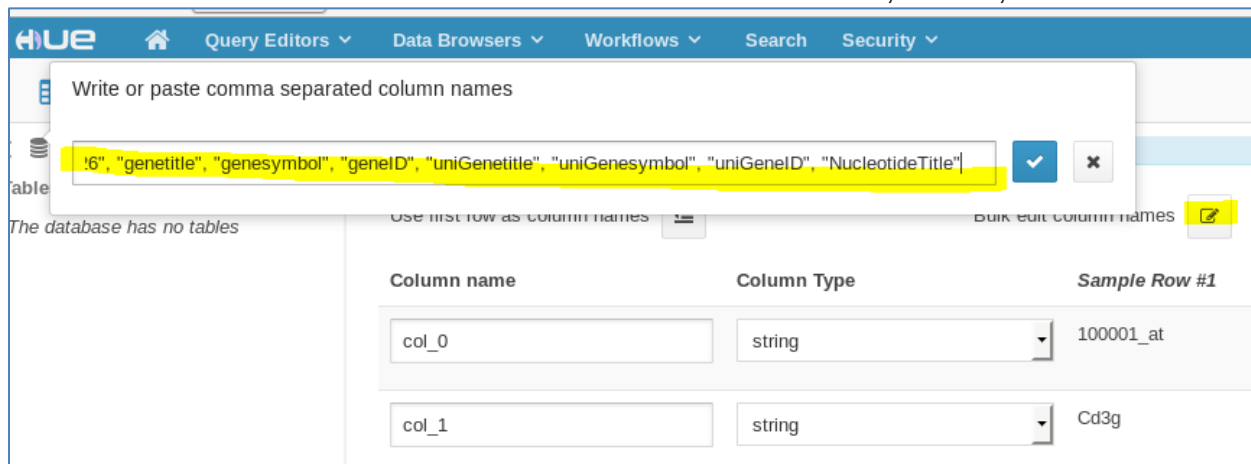 HUE Query Editors Data Browsers Workflows Search Security
Write or paste comma separated column names
!6", "genetitle", "genesymbol", "geneID", "uniGenetitle", "uniGenesymbol", "uniGeneID", "NucleotideTitle"
The database has no tables
Use first row as column names Bulk edit column names
Column name Column Type Sample Row #1
col_0 string 100001_at
col_1 string Cd3g